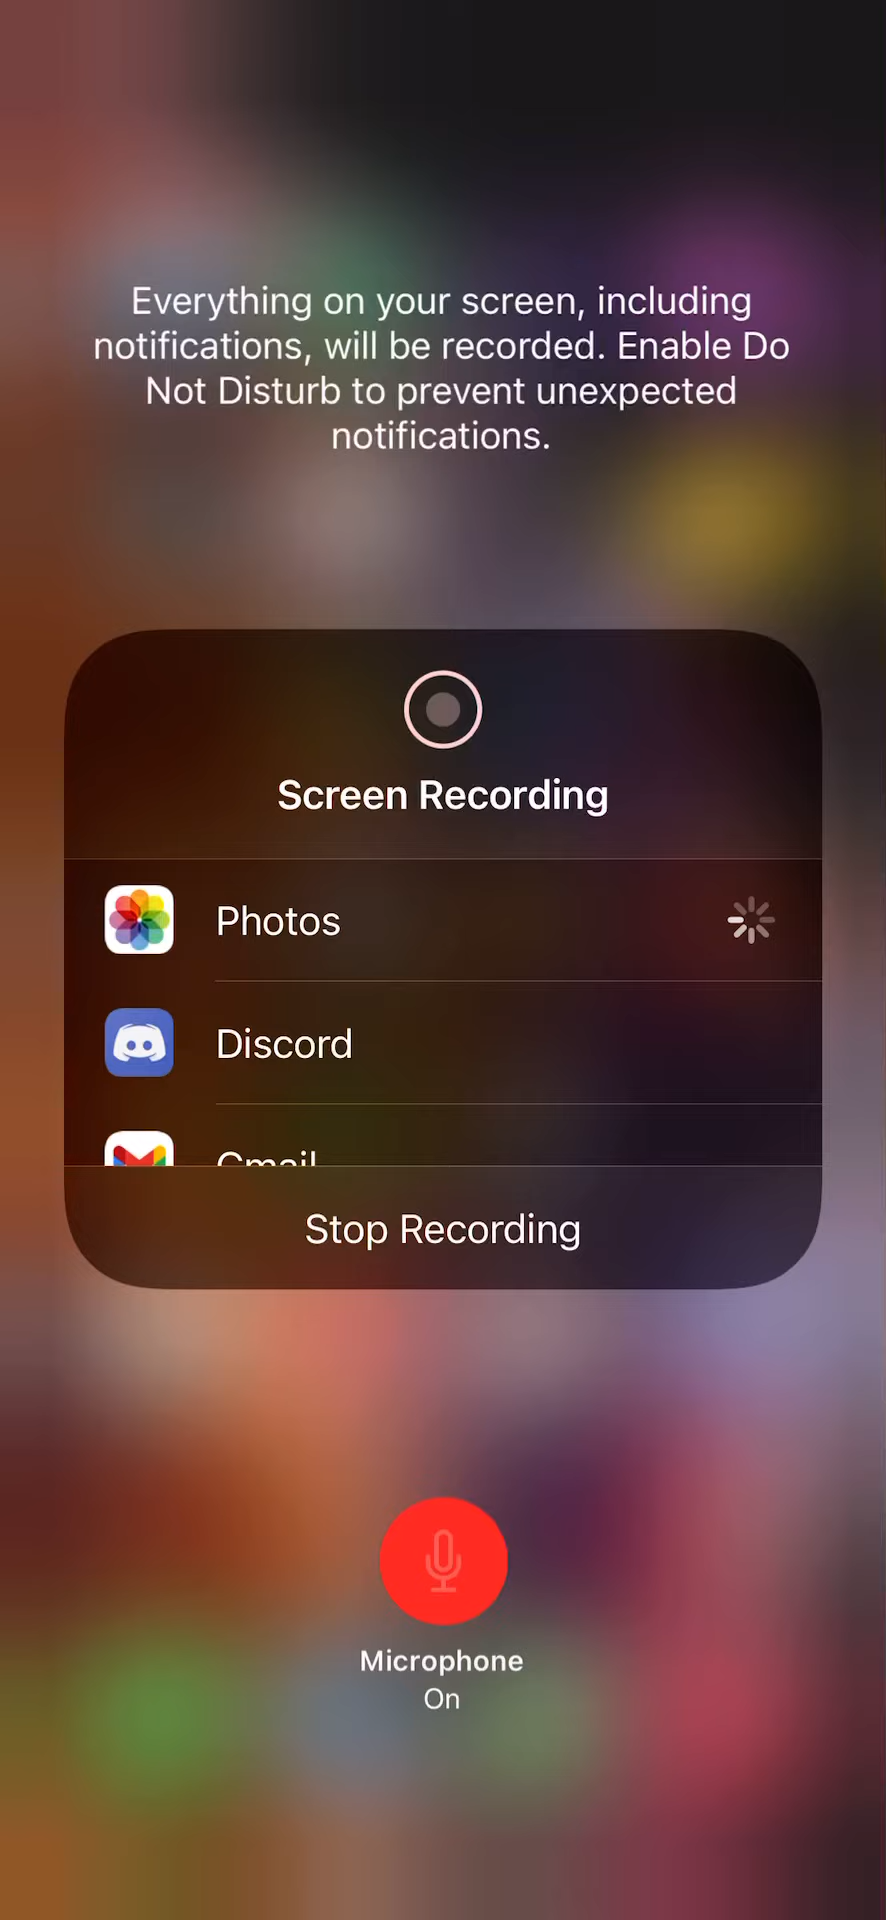 Everything on your screen, including
notifications, will be recorded. Enable Do
Not Disturb to prevent unexpected
notifications.
Screen Recording
Photos
Discord
Gmail
Stop Recording
Microphone
On